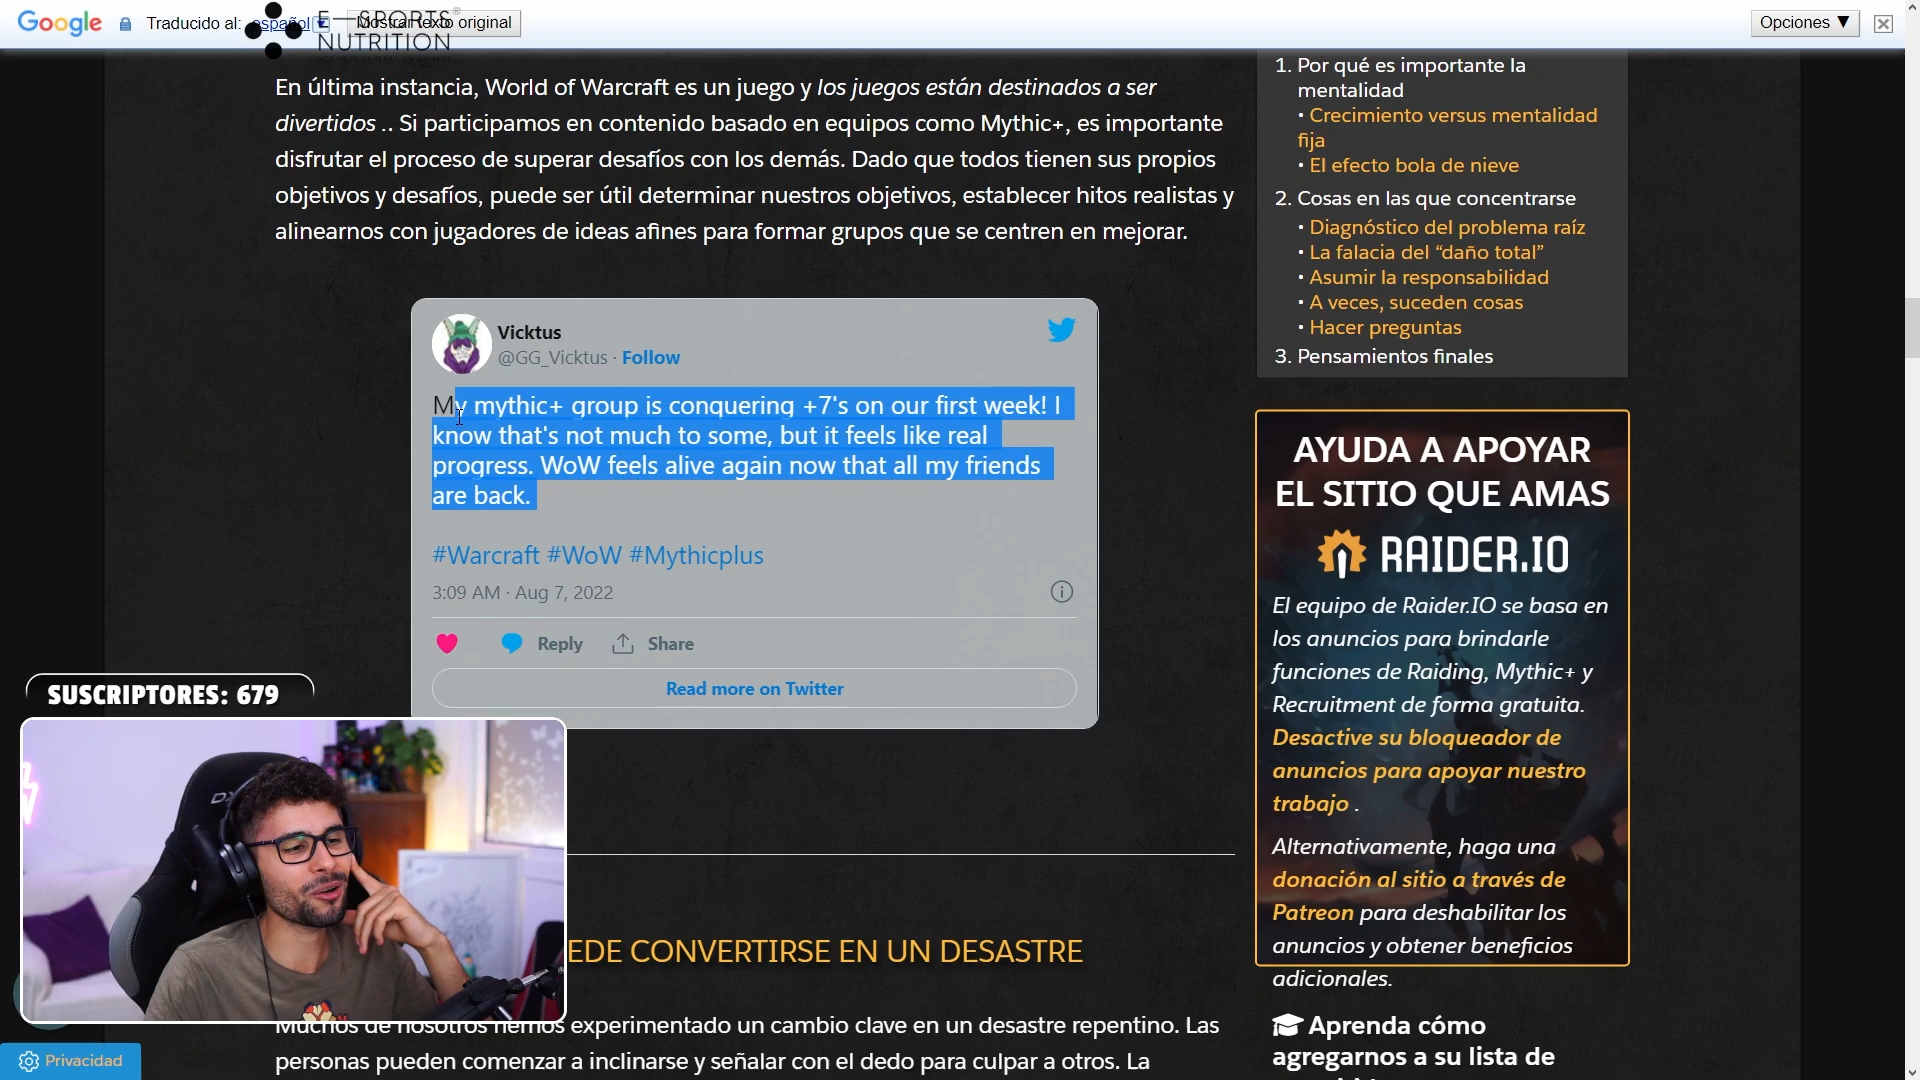 Google
Traducido al: español
Mostrar texto original
E—SPORTS
NUTRITION
Opciones ▼
En última instancia, World of Warcraft es un juego y los juegos están destinados a ser
divertidos .. Si participamos en contenido basado en equipos como Mythic+, es importante
disfrutar el proceso de superar desafíos con los demás. Dado que todos tienen sus propios
objetivos y desafíos, puede ser útil determinar nuestros objetivos, establecer hitos realistas y
alinearnos con jugadores de ideas afines para formar grupos que se centren en mejorar.
Vicktus
@GG_Vicktus · Follow
My mythic+ group is conquering +7's on our first week! I
know that's not much to some, but it feels like real
progress. WoW feels alive again now that all my friends
are back.
#Warcraft #WoW #Mythicplus
3:09 AM · Aug 7, 2022
Reply Share
Read more on Twitter
SUSCRIPTORES: 679
EDE CONVERTIRSE EN UN DESASTRE
Muchos de nosotros hemos experimentado un cambio clave en un desastre repentino. Las
personas pueden comenzar a inclinarse y señalar con el dedo para culpar a otros. La
Privacidad
1. Por qué es importante la
mentalidad
• Crecimiento versus mentalidad
fija
• El efecto bola de nieve
2. Cosas en las que concentrarse
• Diagnóstico del problema raíz
• La falacia del “daño total”
• Asumir la responsabilidad
• A veces, suceden cosas
• Hacer preguntas
3. Pensamientos finales
AYUDA A APOYAR
EL SITIO QUE AMAS
RAIDER.IO
El equipo de Raider.IO se basa en
los anuncios para brindarle
funciones de Raiding, Mythic+ y
Recruitment de forma gratuita.
Desactive su bloqueador de
anuncios para apoyar nuestro
trabajo .
Alternativamente, haga una
donación al sitio a través de
Patreon para deshabilitar los
anuncios y obtener beneficios
adicionales.
Aprenda cómo
agregarnos a su lista de